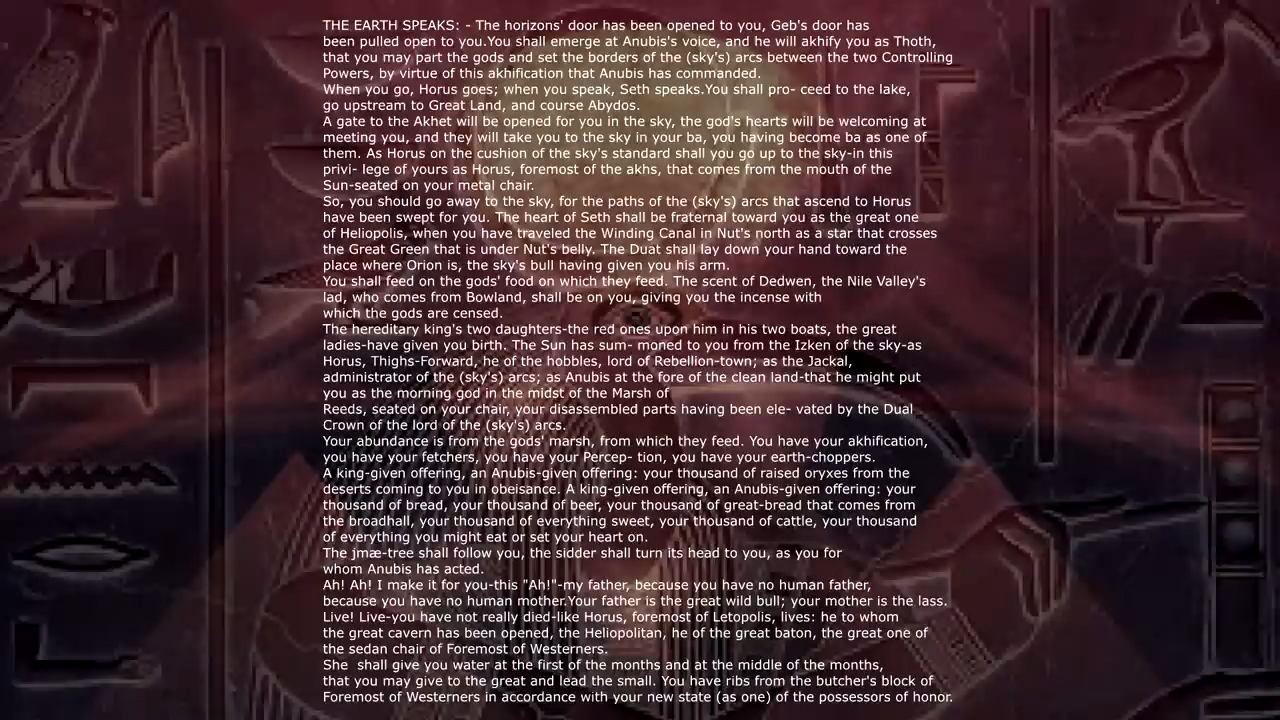 THE EARTH SPEAKS: - The horizons' door has been opened to you, Geb's door has
been pulled open to you.You shall emerge at Anubis's voice, and he will akhify you as Thoth,
that you may part the gods and set the borders of the (sky's) arcs between the two Controlling
Powers, by virtue of this akhification that Anubis has commanded.
When you go, Horus goes; when you speak, Seth speaks.You shall pro- ceed to the lake,
go upstream to Great Land, and course Abydos.
A gate to the Akhet will be opened for you in the sky, the god's hearts will be welcoming at
meeting you, and they will take you to the sky in your ba, you having become ba as one of
them. As Horus on the cushion of the sky's standard shall you go up to the sky-in this
privi- lege of yours as Horus, foremost of the akhs, that comes from the mouth of the
Sun-seated on your metal chair.
So, you should go away to the sky, for the paths of the (sky's) arcs that ascend to Horus
have been swept for you. The heart of Seth shall be fraternal toward you as the great one
of Heliopolis, when you have traveled the Winding Canal in Nut's north as a star that crosses
the Great Green that is under Nut's belly. The Duat shall lay down your hand toward the
place where Orion is, the sky's bull having given you his arm.
You shall feed on the gods' food on which they feed. The scent of Dedwen, the Nile Valley's
lad, who comes from Bowland, shall be on you, giving you the incense with
which the gods are censed.
The hereditary king's two daughters-the red ones upon him in his two boats, the great
ladies-have given you birth. The Sun has sum- moned to you from the Izken of the sky-as
Horus, Thighs-Forward, he of the hobbles, lord of Rebellion-town; as the Jackal,
administrator of the (sky's) arcs; as Anubis at the fore of the clean land-that he might put
you as the morning god in the midst of the Marsh of
Reeds, seated on your chair, your disassembled parts having been ele- vated by the Dual
Crown of the lord of the (sky's) arcs.
Your abundance is from the gods' marsh, from which they feed. You have your akhification,
you have your fetchers, you have your Percep- tion, you have your earth-choppers.
A king-given offering, an Anubis-given offering: your thousand of raised oryxes from the
deserts coming to you in obeisance. A king-given offering, an Anubis-given offering: your
thousand of bread, your thousand of beer, your thousand of great-bread that comes from
the broadhall, your thousand of everything sweet, your thousand of cattle, your thousand
of everything you might eat or set your heart on.
The jmæ-tree shall follow you, the sidder shall turn its head to you, as you for
whom Anubis has acted.
Ah! Ah! I make it for you-this "Ah!"-my father, because you have no human father,
because you have no human mother.Your father is the great wild bull; your mother is the lass.
Live! Live-you have not really died-like Horus, foremost of Letopolis, lives: he to whom
the great cavern has been opened, the Heliopolitan, he of the great baton, the great one of
the sedan chair of Foremost of Westerners.
She  shall give you water at the first of the months and at the middle of the months,
that you may give to the great and lead the small. You have ribs from the butcher's block of
Foremost of Westerners in accordance with your new state (as one) of the possessors of honor.